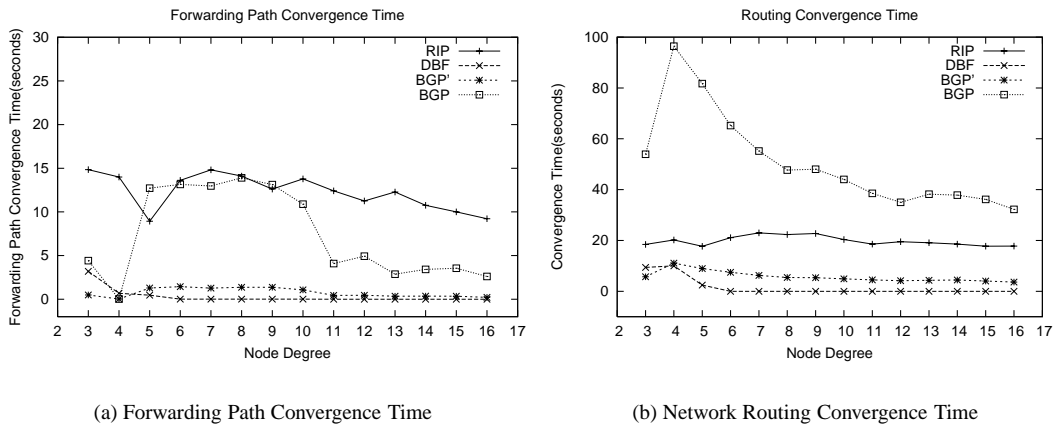 Forwarding Path Convergence Time
Forwarding Path Convergence Time(seconds)
30
25
20
15
10
5
0
RIP
DBF
BGP'
BGP
2 3 4 5 6 7 8 9 10 11 12 13 14 15 16 17
Node Degree
(a) Forwarding Path Convergence Time
Routing Convergence Time
Convergence Time(seconds)
100
80
60
40
20
0
RIP
DBF
BGP'
BGP
2 3 4 5 6 7 8 9 10 11 12 13 14 15 16 17
Node Degree
(b) Network Routing Convergence Time